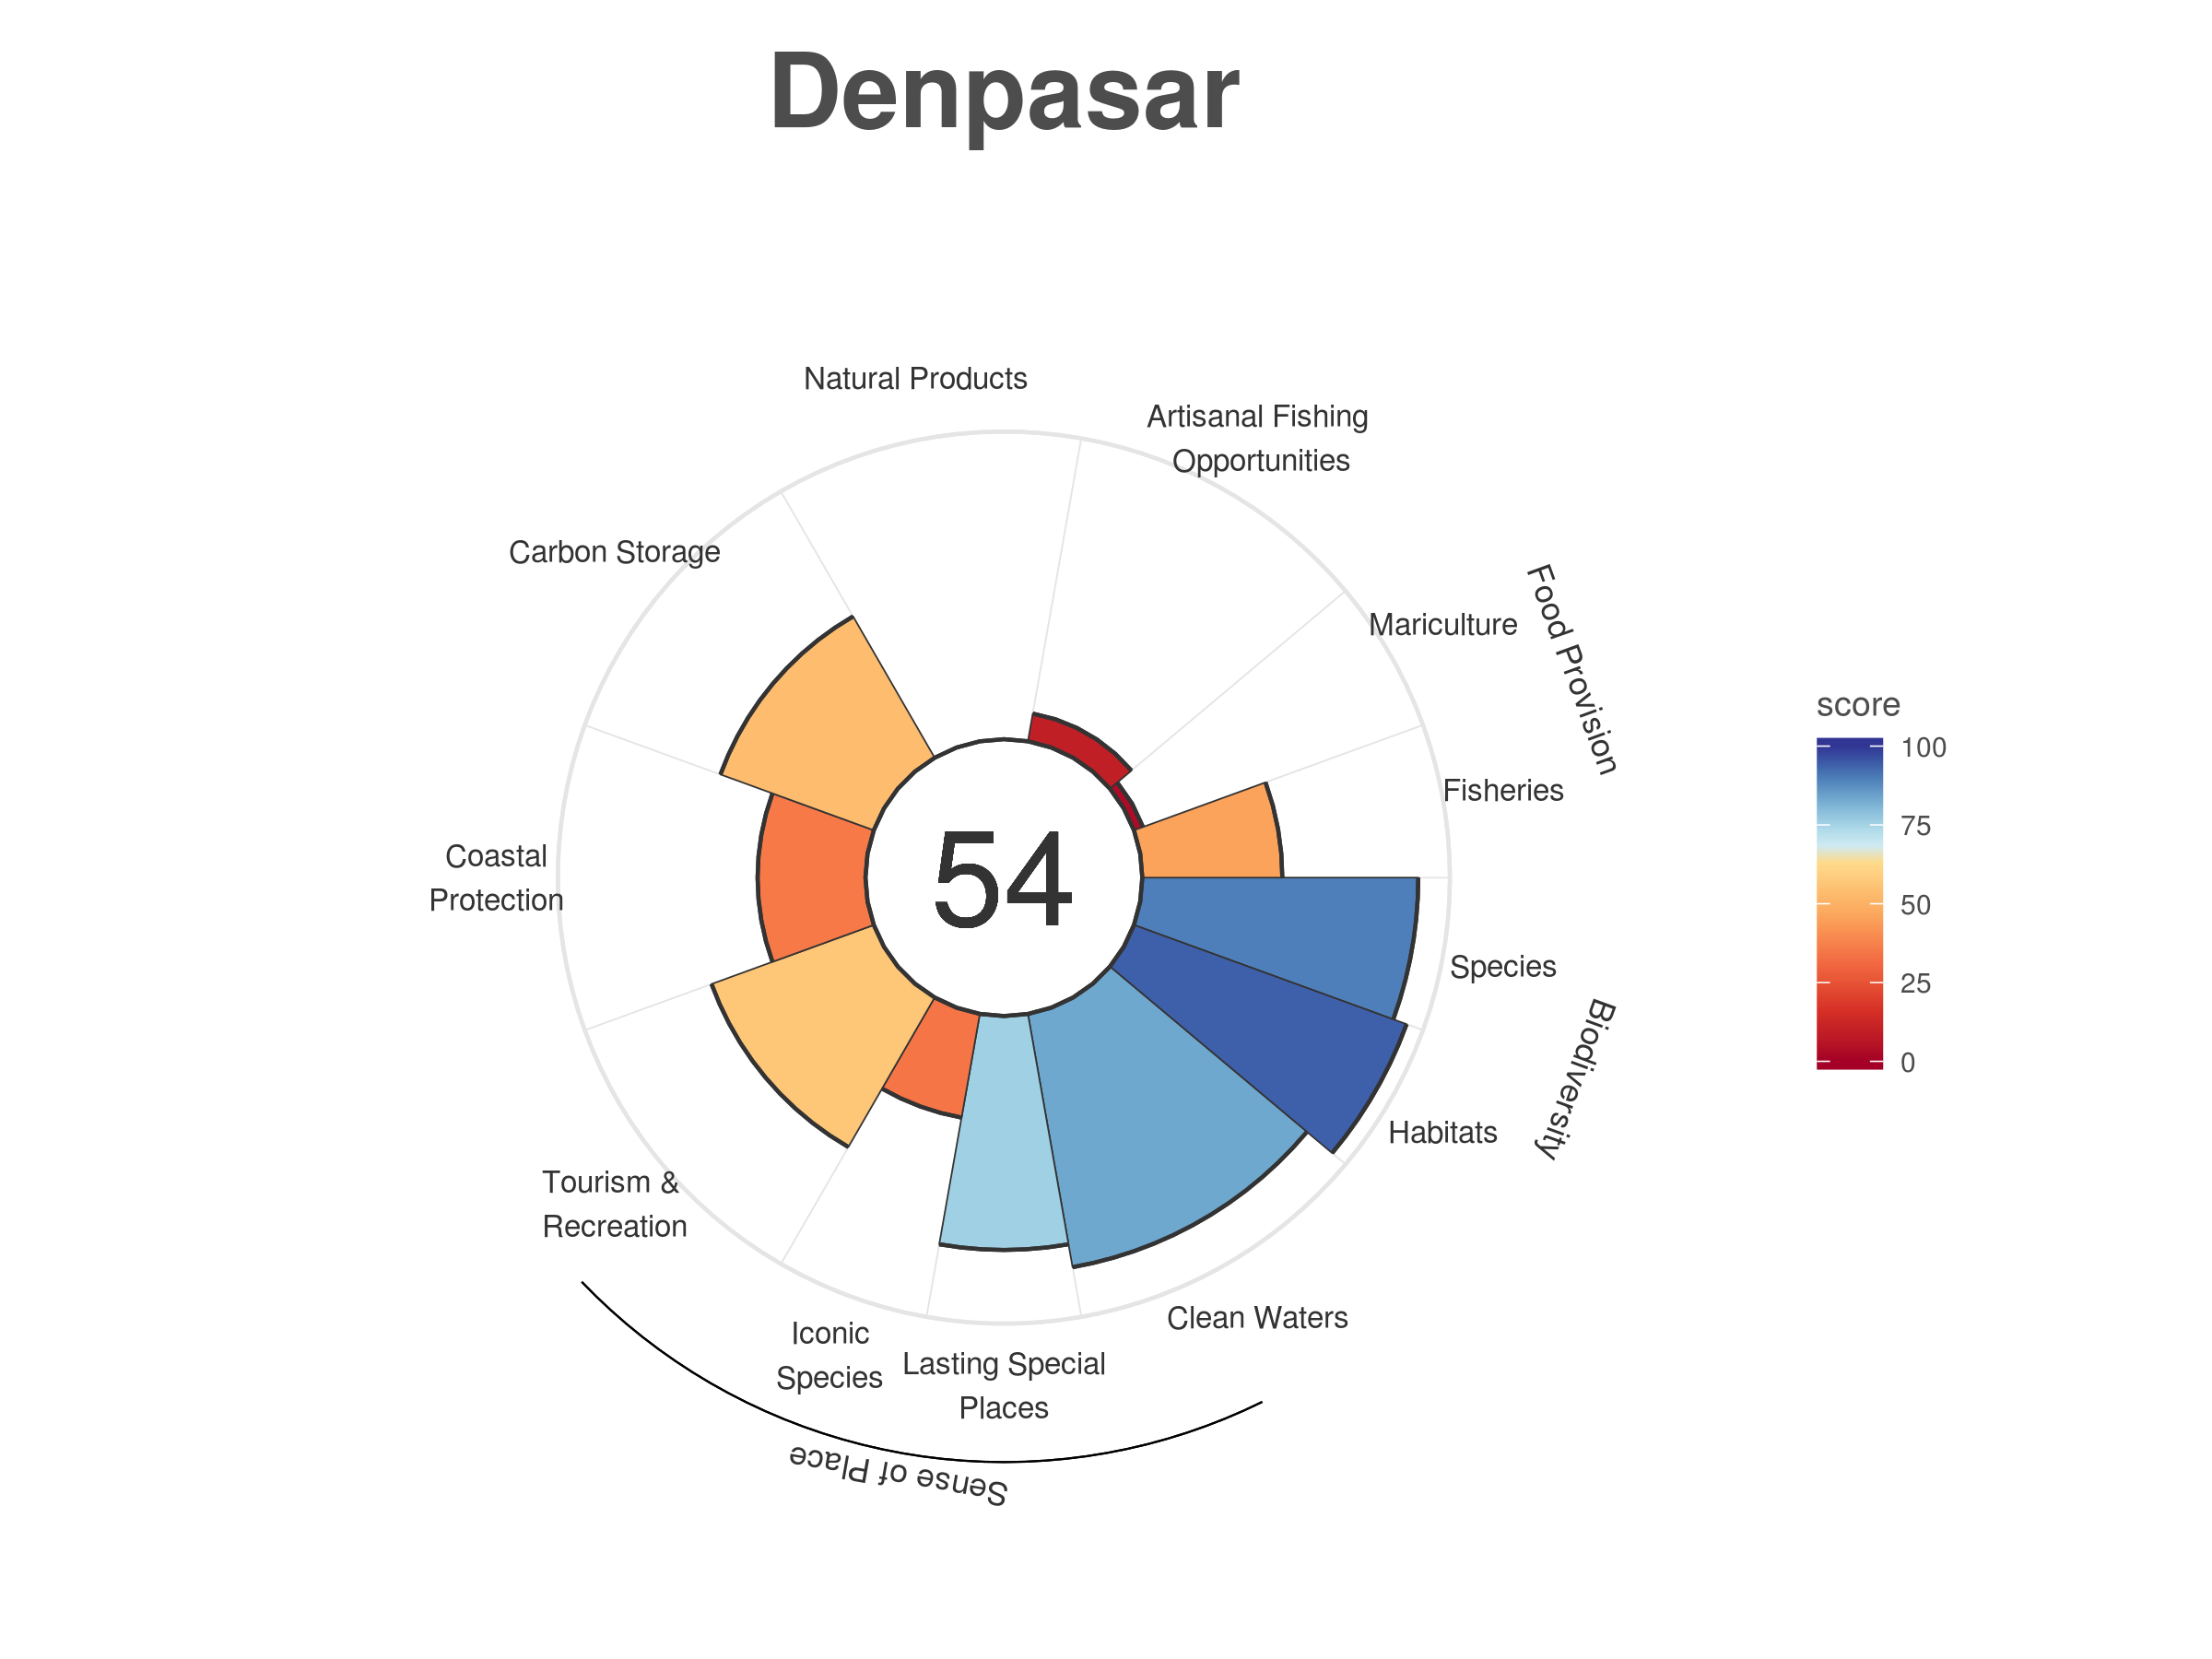 Denpasar
Natural Products
Artisanal Fishing
Opportunities
Carbon Storage
Mariculture
Food Provision
Fisheries
Coastal
Protection
54
Species
Biodiversity
Habitats
Tourism &
Recreation
Clean Waters
Iconic
Species
Lasting Special
Places
Sense of Place
score
100
75
50
25
0